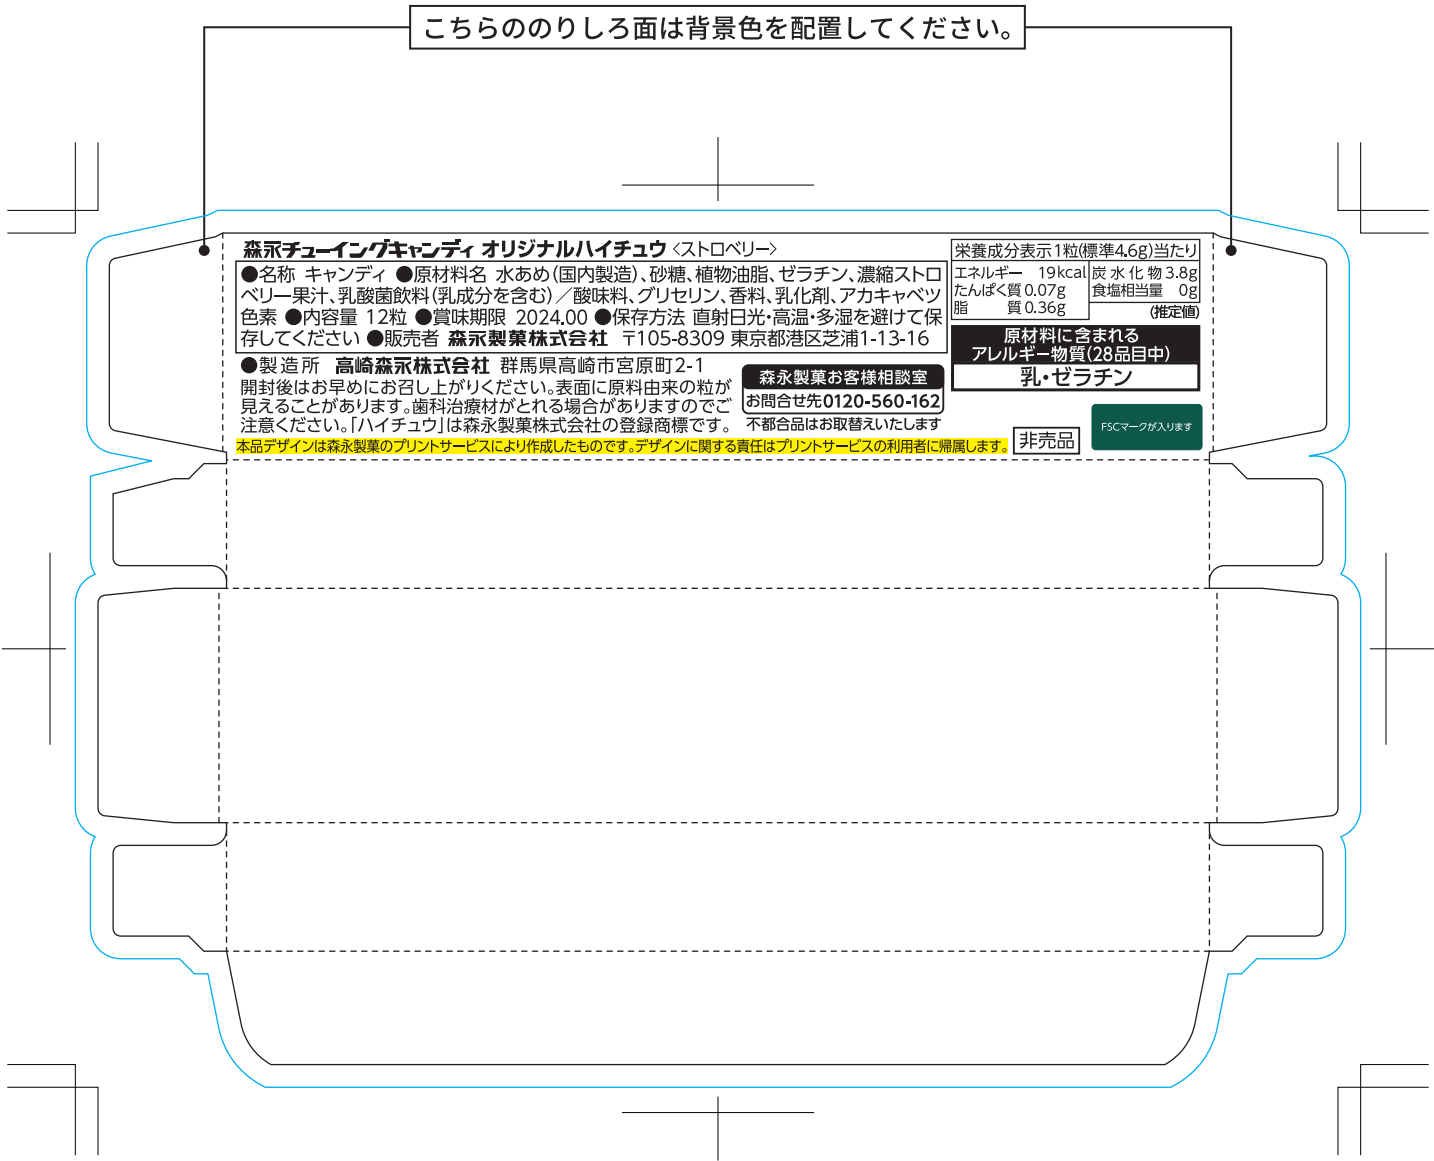 こちらののりしろ面は背景色を配置してください。
森永チューイングキャンディ オリジナルハイチュウ〈ストロベリー〉
●名称 キャンディ ●原材料名 水あめ(国内製造)、砂糖、植物油脂、ゼラチン、濃縮ストロ
ベリー果汁、乳酸菌飲料(乳成分を含む)／酸味料、グリセリン、香料、乳化剤、アカキャベツ
色素 ●内容量 12粒 ●賞味期限 2024.00 ●保存方法 直射日光・高温・多湿を避けて保
存してください ●販売者 森永製菓株式会社 〒105-8309 東京都港区芝浦1-13-16
●製造所 高崎森永株式会社 群馬県高崎市宮原町2-1
開封後はお早めにお召し上がりください。表面に原料由来の粒が
見えることがあります。歯科治療材がとれる場合がありますのでご
注意ください。「ハイチュウ」は森永製菓株式会社の登録商標です。
森永製菓お客様相談室
お問合せ先0120-560-162
不都合品はお取替えいたします
本品デザインは森永製菓のプリントサービスにより作成したものです。デザインに関する責任はプリントサービスの利用者に帰属します。
非売品
栄養成分表示1粒(標準4.6g)当たり
エネルギー 19kcal 炭水化物3.8g
たんぱく質0.07g 食塩相当量 0g
脂質0.36g (推定値)
原材料に含まれる
アレルギー物質(28品目中)
乳・ゼラチン
FSCマークが入ります